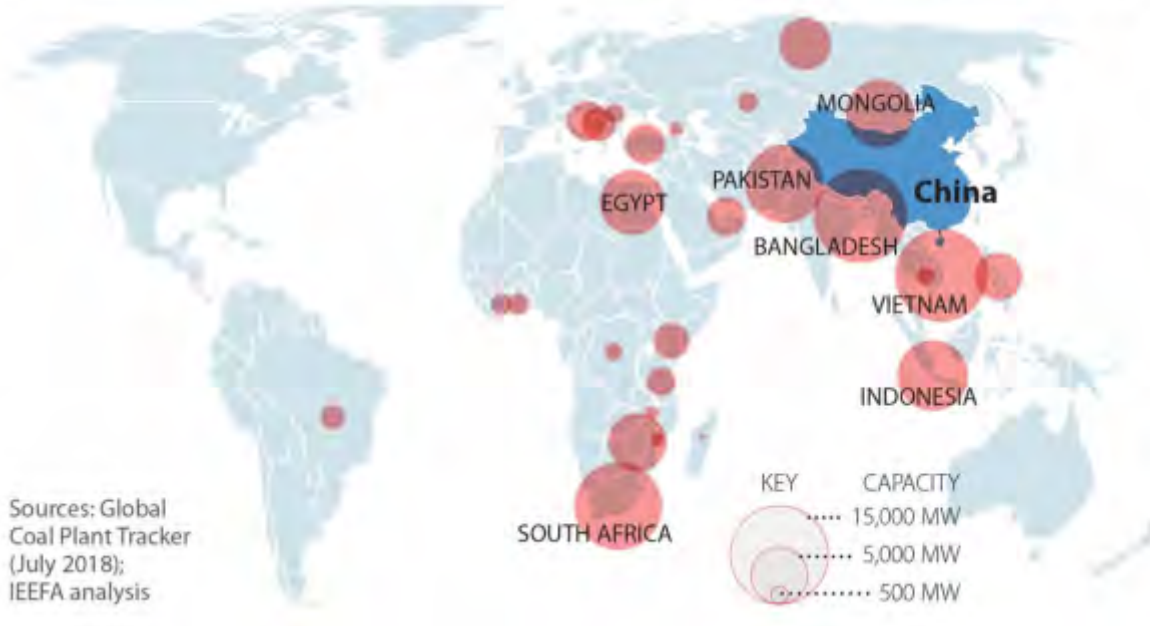 MONGOLIA
PAKISTAN
China
EGYPT
BANGLADESH
VIETNAM
INDONESIA
SOUTH AFRICA
KEY CAPACITY
15,000 MW
5,000 MW
500 MW
Sources: Global
Coal Plant Tracker
(July 2018);
IEEFA analysis